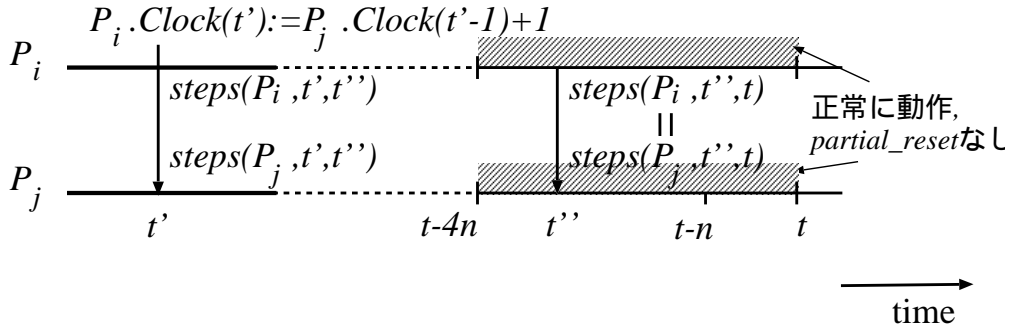 P_i .Clock(t’):=P_j .Clock(t’-1)+1
P_i
steps(P_i ,t’,t’’)
steps(P_i ,t’’,t)
=
正常に動作,
partial_resetなし
steps(P_j ,t’,t’’)
steps(P_j ,t’’,t)
P_j
t’
t-4n
t’’
t-n
t
time